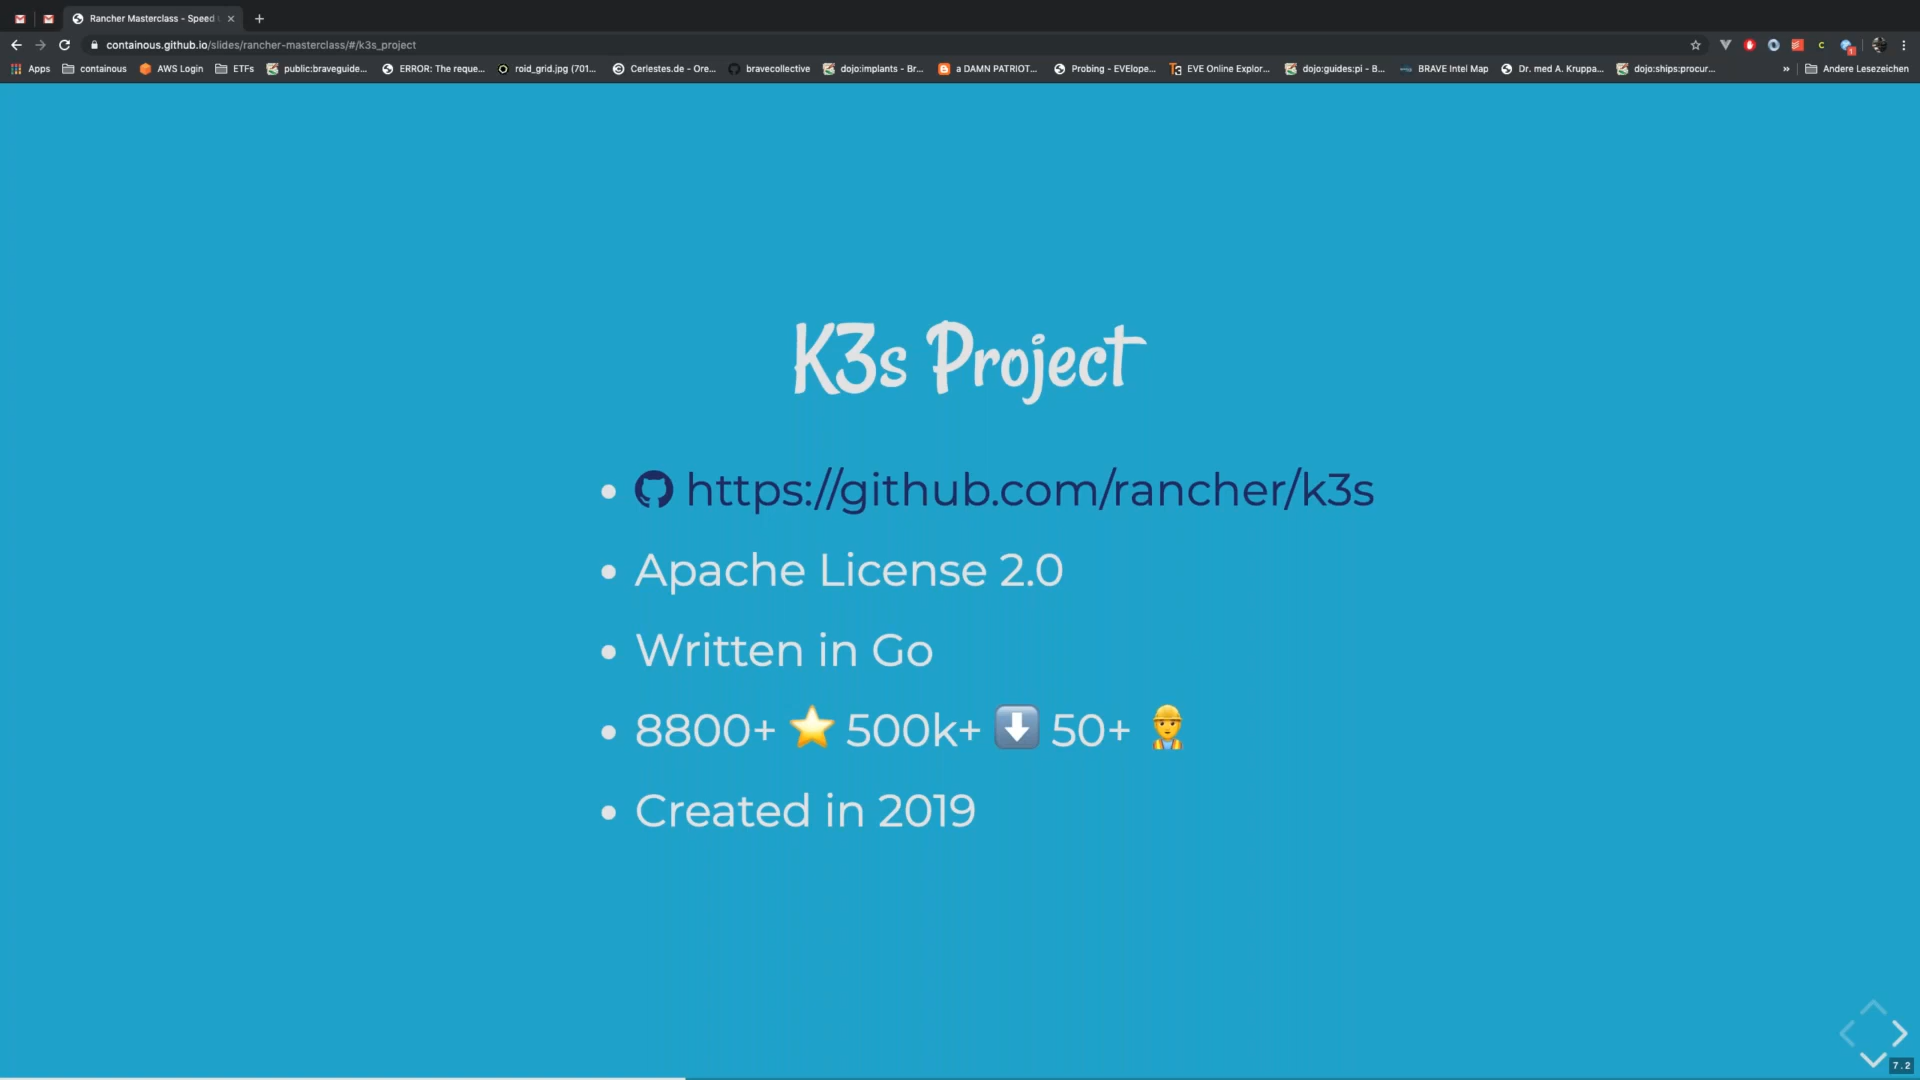 Rancher Masterclass - Speed
containous.github.io/slides/rancher-masterclass/#/k3s_project
Apps containous AWS Login ETFs public:braveguide... ERROR: The reque... roid_grid.jpg (701... Cerlestes.de - Ore... bravecollective dojo:implants - Br... a DAMN PATRIOT... Probing - EVElope... EVE Online Explor... dojo:guides:pi - B... BRAVE Intel Map Dr. med A. Kruppa... dojo:ships:procur... » Andere Lesezeichen
K3s Project
• https://github.com/rancher/k3s
• Apache License 2.0
• Written in Go
• 8800+ ⭐ 500k+ ⬇️ 50+ 👷
• Created in 2019
7.2